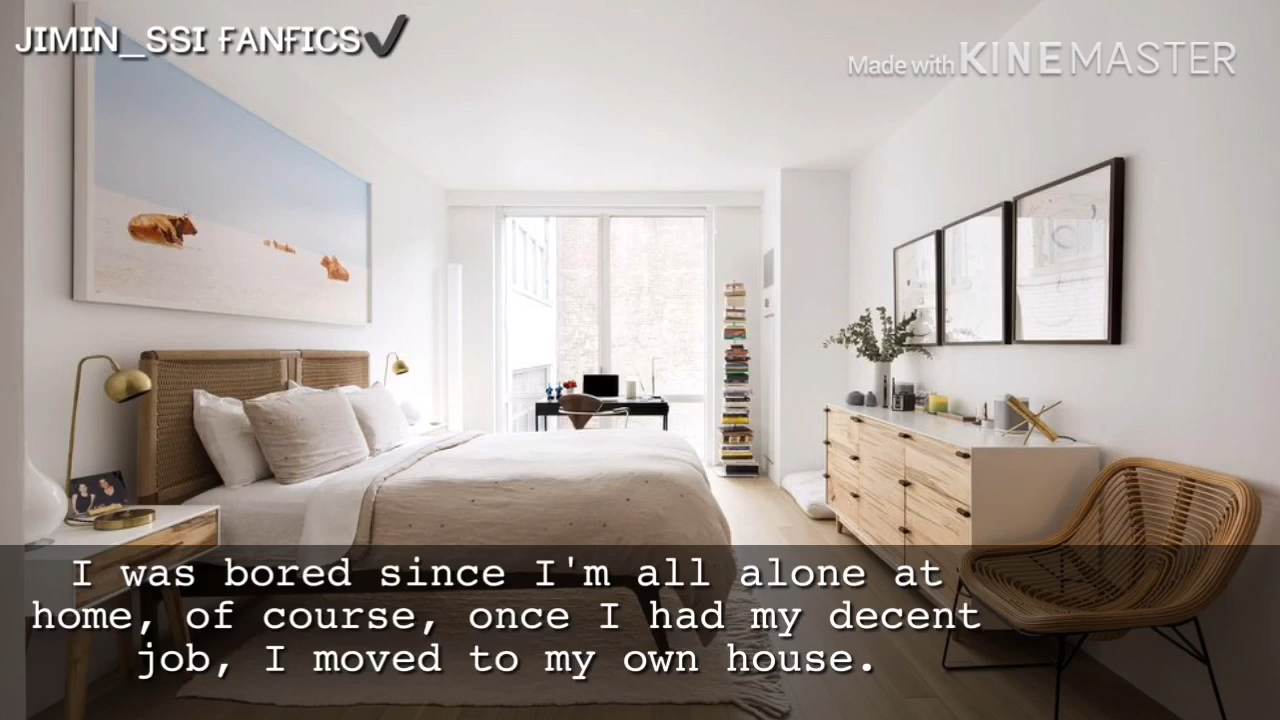 JIMIN_SSI FANFICS✔
Made with KINEMASTER
I was bored since I'm all alone at
home, of course, once I had my decent
job, I moved to my own house.